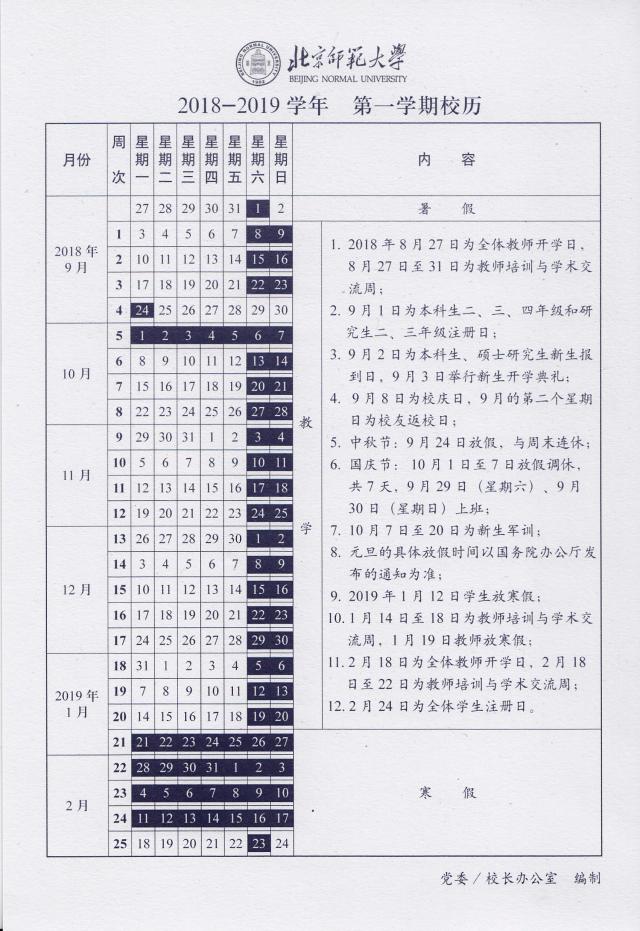 北京师范大学
BEIJING NORMAL UNIVERSITY
2018-2019 学年 第一学期校历
月份 周次 星期一 星期二 星期三 星期四 星期五 星期六 星期日 内 容
27 28 29 30 31 1 2 暑 假
2018 年
9 月
1 3 4 5 6 7 8 9
2 10 11 12 13 14 15 16
3 17 18 19 20 21 22 23
4 24 25 26 27 28 29 30
10 月
5 1 2 3 4 5 6 7
6 8 9 10 11 12 13 14
7 15 16 17 18 19 20 21
8 22 23 24 25 26 27 28
11 月
9 29 30 31 1 2 3 4
10 5 6 7 8 9 10 11
11 12 13 14 15 16 17 18
12 19 20 21 22 23 24 25
12 月
13 26 27 28 29 30 1 2
14 3 4 5 6 7 8 9
15 10 11 12 13 14 15 16
16 17 18 19 20 21 22 23
17 24 25 26 27 28 29 30
2019 年
1 月
18 31 1 2 3 4 5 6
19 7 8 9 10 11 12 13
20 14 15 16 17 18 19 20
21 21 22 23 24 25 26 27
2 月
22 28 29 30 31 1 2 3
23 4 5 6 7 8 9 10
24 11 12 13 14 15 16 17
25 18 19 20 21 22 23 24
教
学
1. 2018 年 8 月 27 日为全体教师开学日，
8 月 27 日至 31 日为教师培训与学术交
流周；
2. 9 月 1 日为本科生二、三、四年级和研
究生二、三年级注册日；
3. 9 月 2 日为本科生、硕士研究生新生报
到日，9 月 3 日举行新生开学典礼；
4. 9 月 8 日为校庆日，9 月的第二个星期
日为校友返校日；
5. 中秋节：9 月 24 日放假，与周末连休；
6. 国庆节：10 月 1 日至 7 日放假调休，
共 7 天，9 月 29 日（星期六）、9 月
30 日（星期日）上班；
7. 10 月 7 日至 20 日为新生军训；
8. 元旦的具体放假时间以国务院办公厅发
布的通知为准；
9. 2019 年 1 月 12 日学生放寒假；
10. 1 月 14 日至 18 日为教师培训与学术交
流周，1 月 19 日教师放寒假；
11. 2 月 18 日为全体教师开学日，2 月 18
日至 22 日为教师培训与学术交流周；
12. 2 月 24 日为全体学生注册日。
寒 假
党委 / 校长办公室 编制